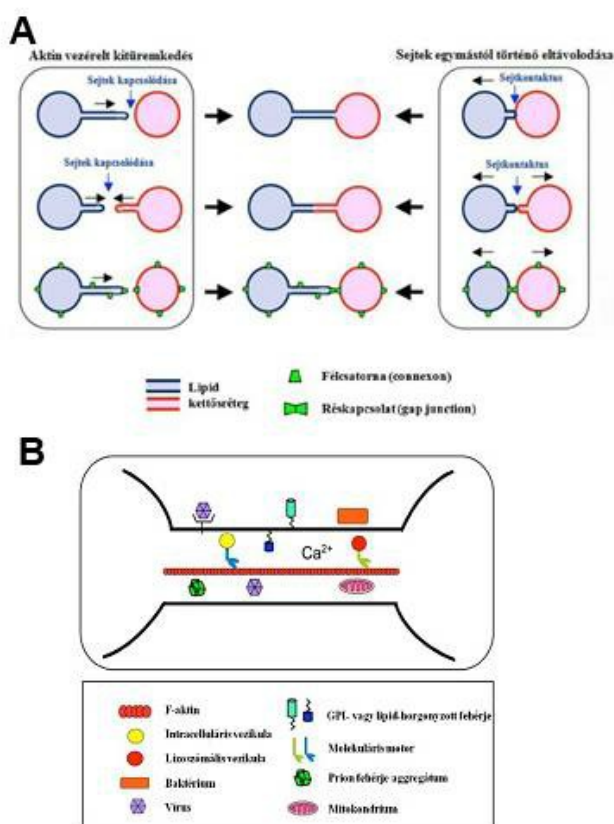 A
Aktin vezérelt kitüremkedés
Sejtek egymástól történő eltávolodása
Sejtek kapcsolódása
Sejtkontaktus
Sejtek kapcsolódása
Sejtkontaktus
Lipid
kettősréteg
Félcsatorna (connexon)
Réskapcsolat (gap junction)
B
Ca2+
F-aktin
Intracelluláris vezikula
Lizoszómális vezikula
Baktérium
Vírus
GPI- vagy lipid-horgonyzott fehérje
Molekuláris motor
Prion fehérje aggregátum
Mitokondrium